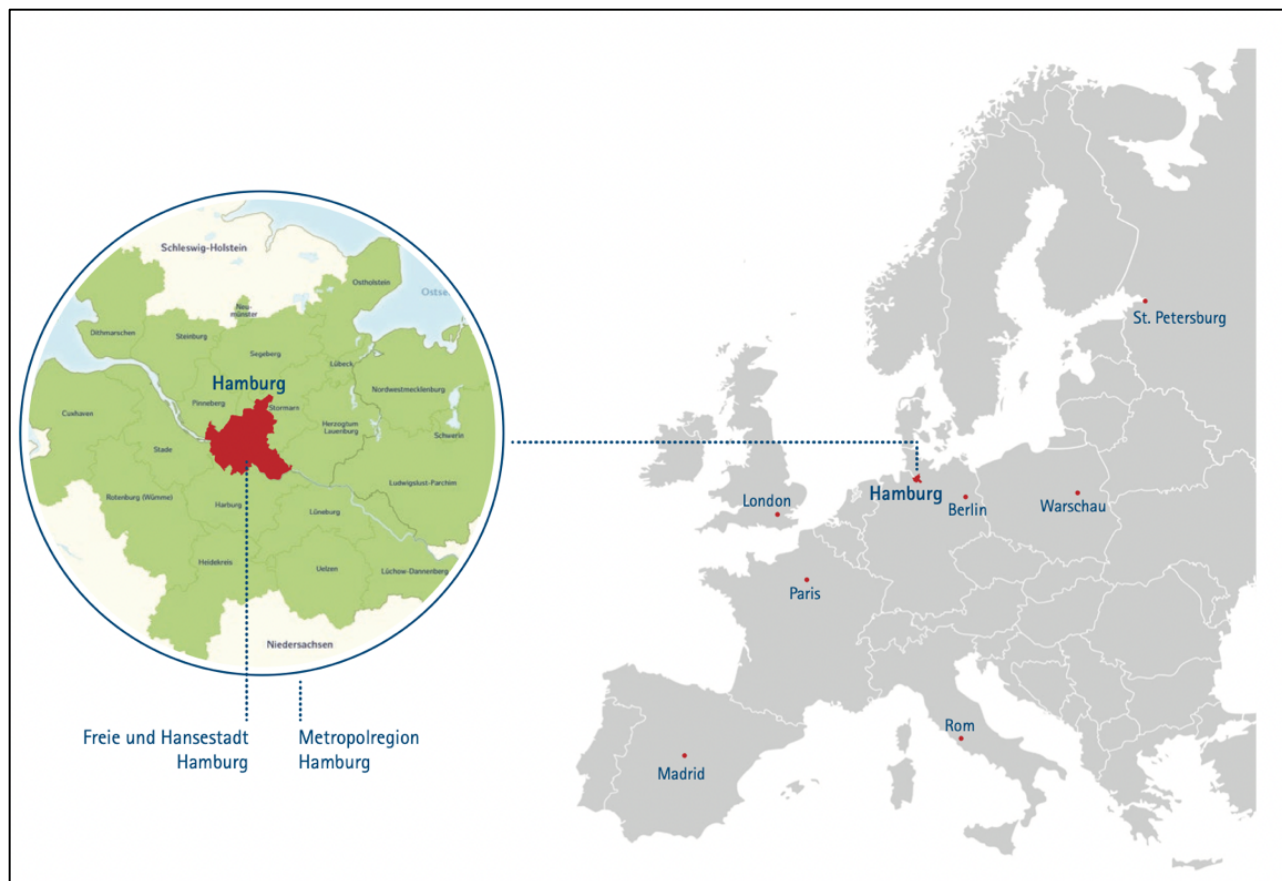 Schleswig-Holstein
Ostholstein
Ostse
Neu-
münster
Dithmarschen
Steinburg
Segeberg
Lübeck
Hamburg
Nordwestmecklenburg
Pinneberg
Stormarn
Cuxhaven
Herzogtum
Lauenburg
Schwerin
Stade
Rotenburg (Wümme)
Harburg
Lüneburg
Ludwigslust-Parchim
Heidekreis
Uelzen
Lüchow-Dannenberg
Niedersachsen
Freie und Hansestadt
Hamburg
Metropolregion
Hamburg
St. Petersburg
London
Hamburg
Berlin
Warschau
Paris
Rom
Madrid